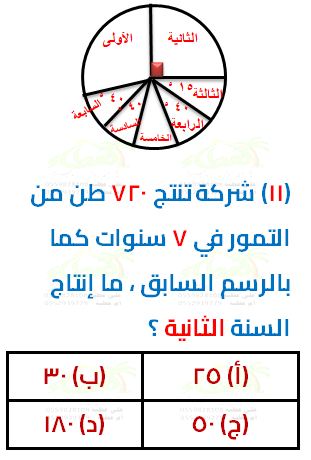 الأولى
الثانية
الثالثة ١٥°
الرابعة ٤٠°
الخامسة
السادسة ٤٠°
السابعة ٤٠°
(١١) شركة تنتج ٧٢٠ طن من
التمور في ٧ سنوات كما
بالرسم السابق ، ما إنتاج
السنة الثانية ؟
(أ) ٢٥
(ب) ٣٠
(ج) ٥٠
(د) ١٨٠